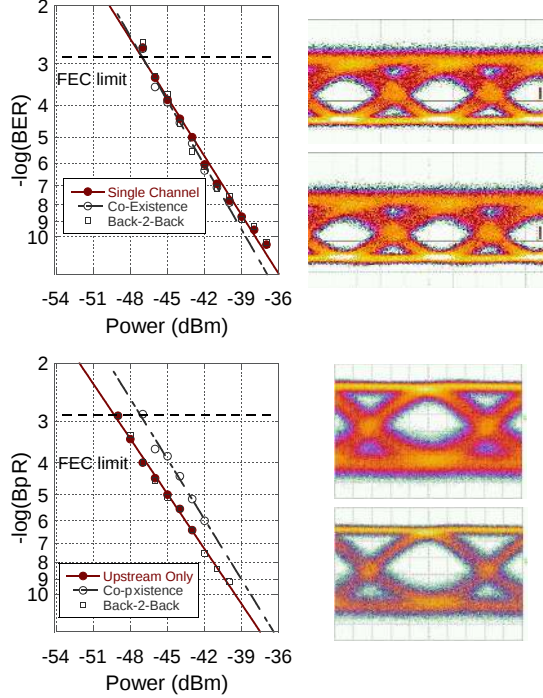 2
3
4
5
6
7
8
9
10
-log(BER)
FEC limit
Single Channel
Co-Existence
Back-2-Back
-54 -51 -48 -45 -42 -39 -36
Power (dBm)
2
3
4
5
6
7
8
9
10
-log(BpR)
FEC limit
Upstream Only
Co-pxistence
Back-2-Back
-54 -51 -48 -45 -42 -39 -36
Power (dBm)